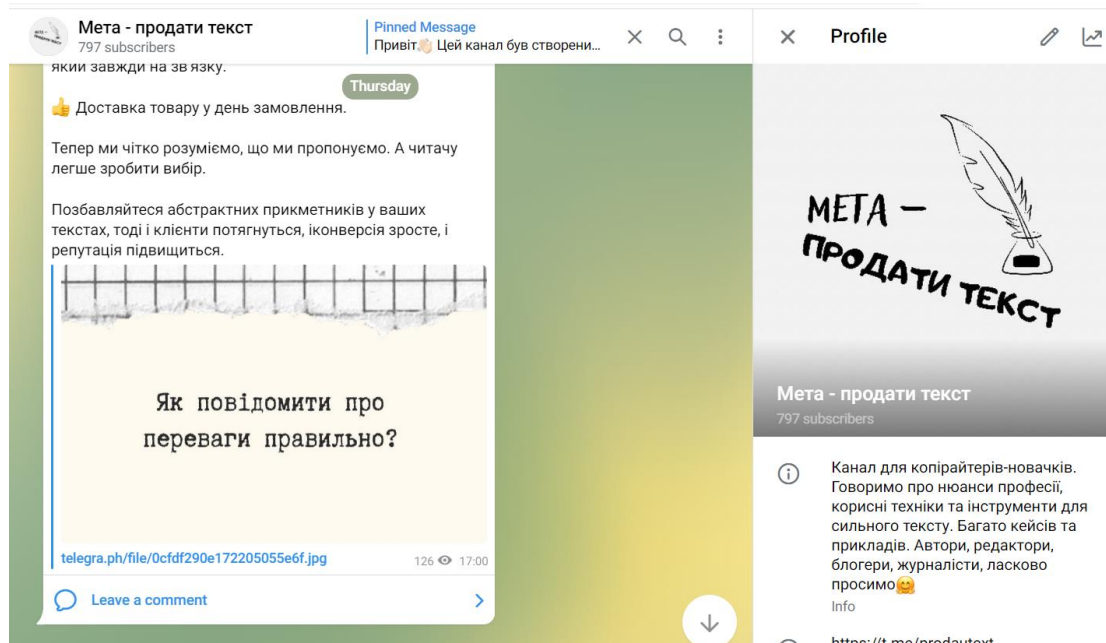 Мета - продати текст
797 subscribers
Pinned Message
Привіт👋🏻 Цей канал був створени...
Profile
який завжди на зв'язку.
Thursday
👍 Доставка товару у день замовлення.
Тепер ми чітко розуміємо, що ми пропонуємо. А читачу
легше зробити вибір.
Позбавляйтеся абстрактних прикметників у ваших
текстах, тоді і клієнти потягнуться, іконверсія зросте, і
репутація підвищиться.
Як повідомити про
переваги правильно?
telegra.ph/file/0cfdf290e172205055e6f.jpg
126 17:00
Leave a comment
МЕТА –
ПРОДАТИ ТЕКСТ
Мета - продати текст
797 subscribers
Канал для копірайтерів-новачків.
Говоримо про нюанси професії,
корисні техніки та інструменти для
сильного тексту. Багато кейсів та
прикладів. Автори, редактори,
блогери, журналісти, ласково
просимо🤗
Info
https://t.me/prodaytext